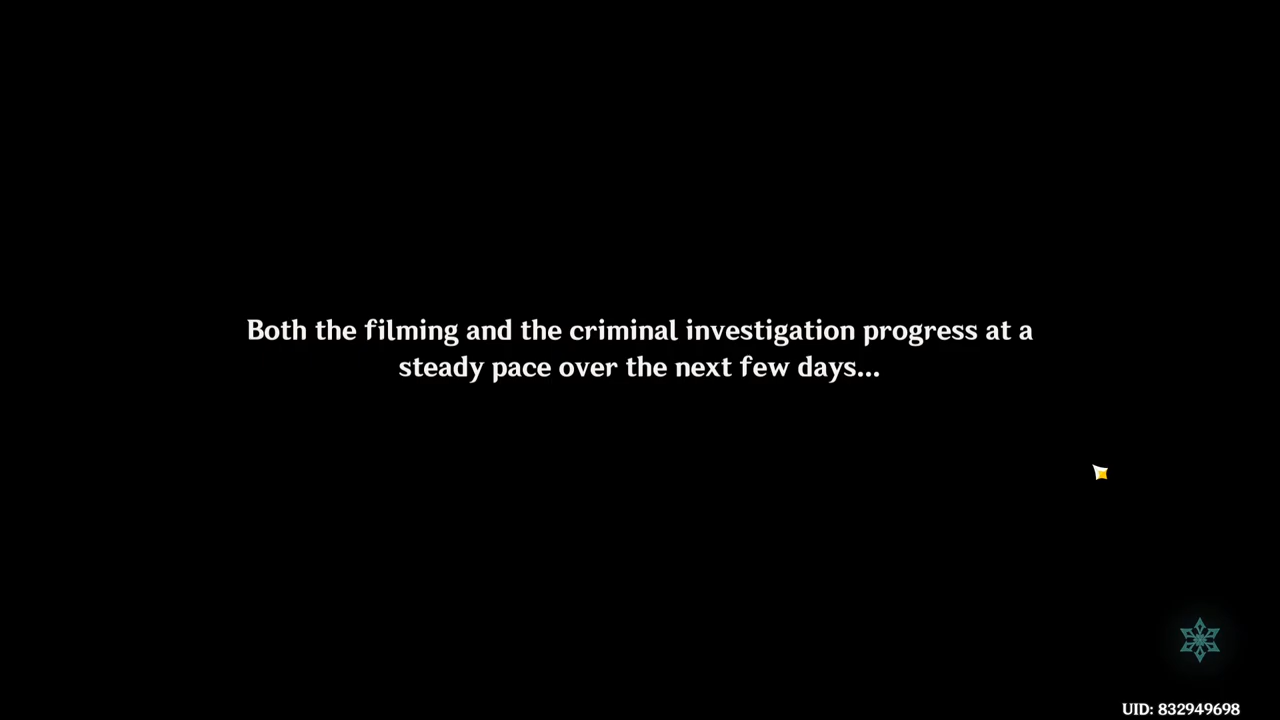 Both the filming and the criminal investigation progress at a
steady pace over the next few days...
UID: 832949698